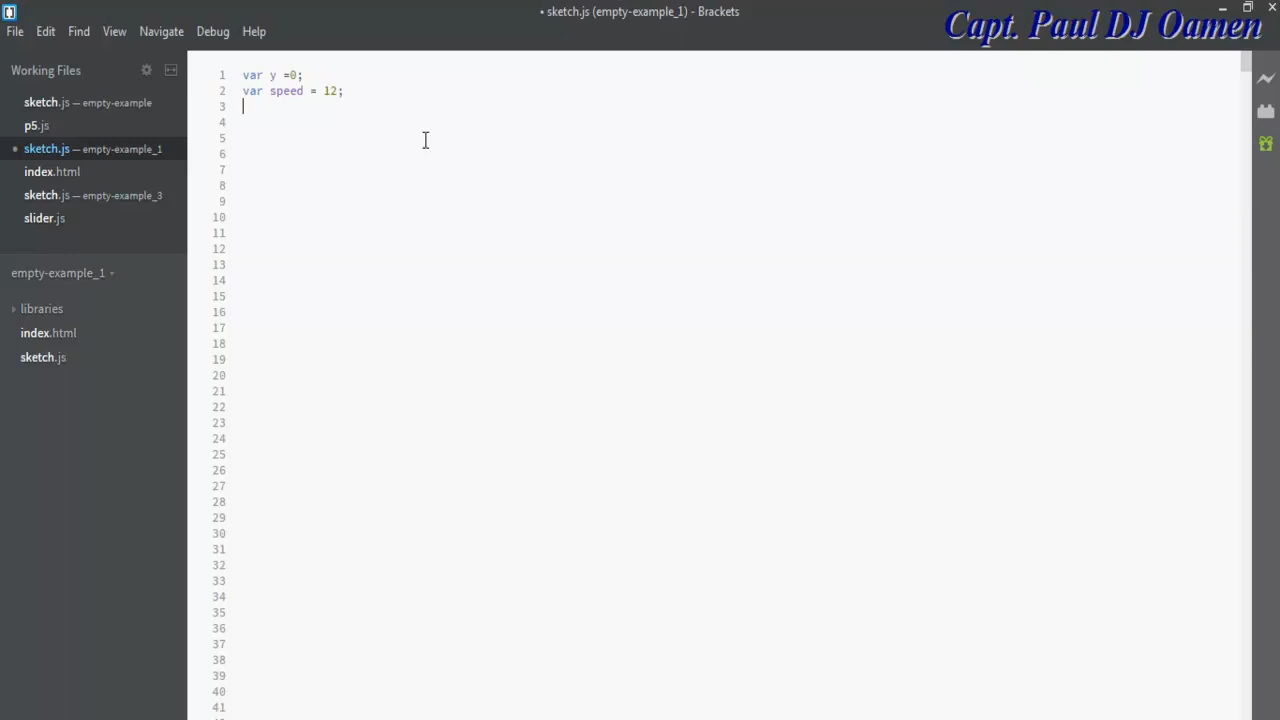 • sketch.js (empty-example_1) - Brackets
Capt. Paul DJ Oamen
File Edit Find View Navigate Debug Help
Working Files
sketch.js — empty-example
p5.js
• sketch.js — empty-example_1
index.html
sketch.js — empty-example_3
slider.js
empty-example_1
libraries
index.html
sketch.js
1 var y =0;
2 var speed = 12;
3
4
5
6
7
8
9
10
11
12
13
14
15
16
17
18
19
20
21
22
23
24
25
26
27
28
29
30
31
32
33
34
35
36
37
38
39
40
41